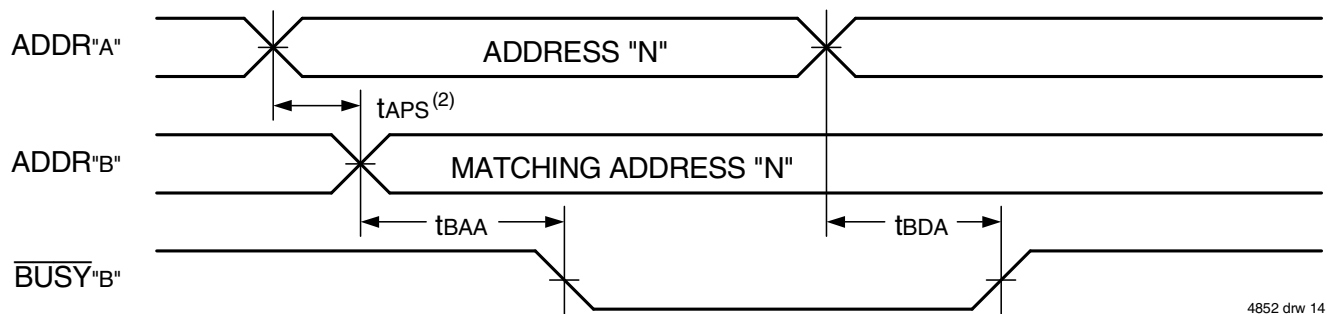 ADDR"A"
ADDRESS "N"
tAPS(2)
ADDR"B"
MATCHING ADDRESS "N"
tBAA
tBDA
BUSY"B"
4852 drw 14